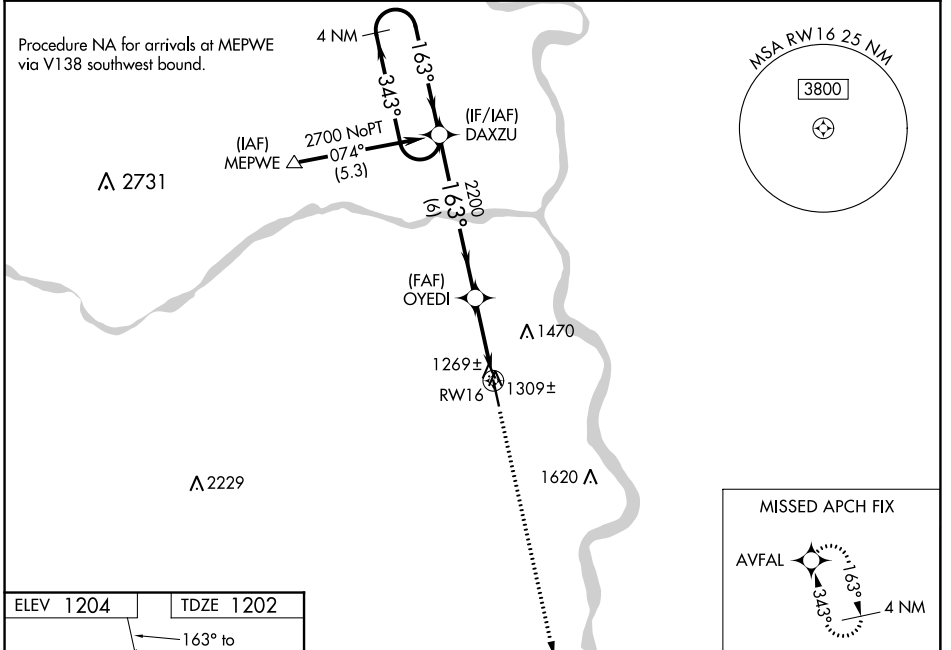 Procedure NA for arrivals at MEPWE
via V138 southwest bound.
4 NM
163°
343°
(IF/IAF)
DAXZU
(IAF)
MEPWE
2700 NoPT
074°
(5.3)
2731
2200
163°
(6)
(FAF)
OYEDI
1470
1269±
RW16
1309±
2229
1620
MSA RW16 25 NM
3800
MISSED APCH FIX
AVFAL
163°
343°
4 NM
ELEV 1204
TDZE 1202
163° to